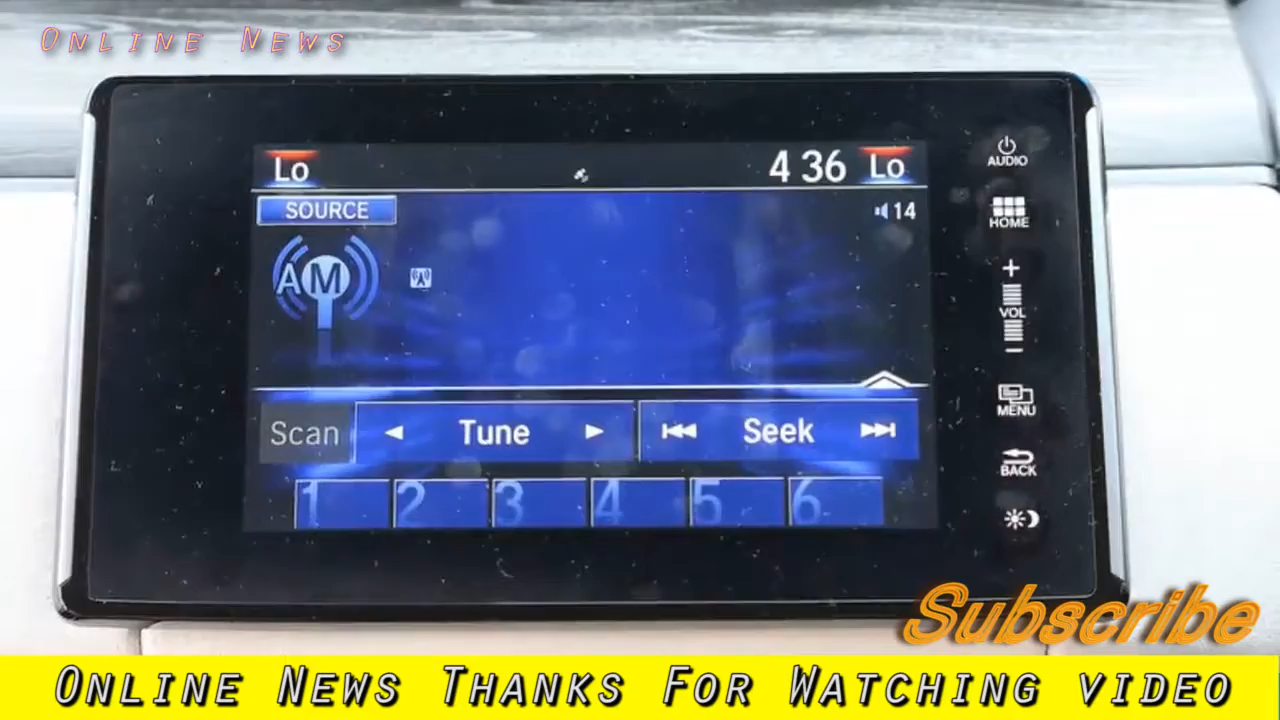 Online News
Lo 4 36 Lo
SOURCE 14
AM
Scan Tune Seek
1 2 3 4 5 6
AUDIO
HOME
+
VOL
-
MENU
BACK
Subscribe
Online News Thanks For Watching video